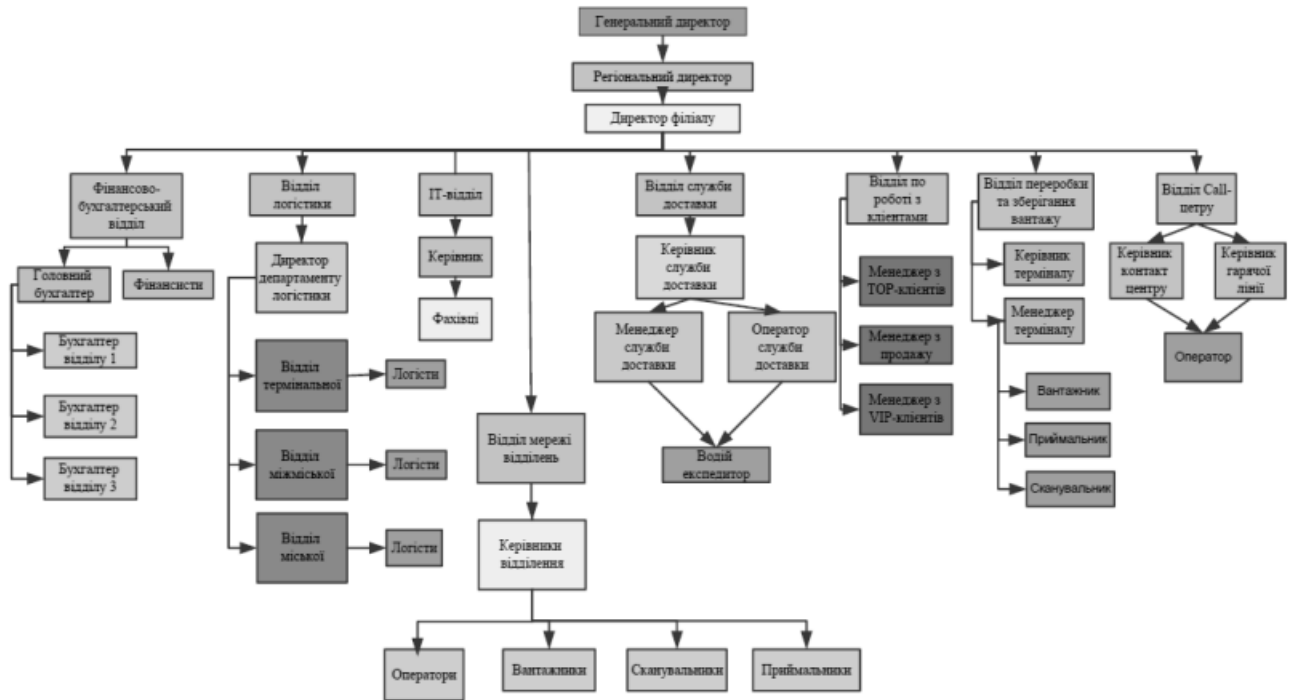 Генеральний директор
Регіональний директор
Директор філіалу
Фінансово-
бухгалтерський
відділ
Відділ
логістики
ІТ-відділ
Відділ служби
доставки
Відділ по
роботі з
клієнтами
Відділ переробки
та зберігання
вантажу
Відділ Call-
цетру
Головний
бухгалтер
Фінансисти
Бухгалтер
відділу 1
Бухгалтер
відділу 2
Бухгалтер
відділу 3
Директор
департаменту
логістики
Відділ
термінальної
Логісти
Відділ
міжміської
Логісти
Відділ
міської
Логісти
Керівник
Фахівці
Відділ мережі
відділень
Керівники
відділення
Оператори
Вантажники
Сканувальники
Приймальники
Керівник
служби
доставки
Менеджер
служби
доставки
Оператор
служби
доставки
Водій
експедитор
Менеджер з
TOP-клієнтів
Менеджер з
продажу
Менеджер з
VIP-клієнтів
Керівник
терміналу
Менеджер
терміналу
Вантажник
Приймальник
Сканувальник
Керівник
контакт
центру
Керівник
гарячої
лінії
Оператор